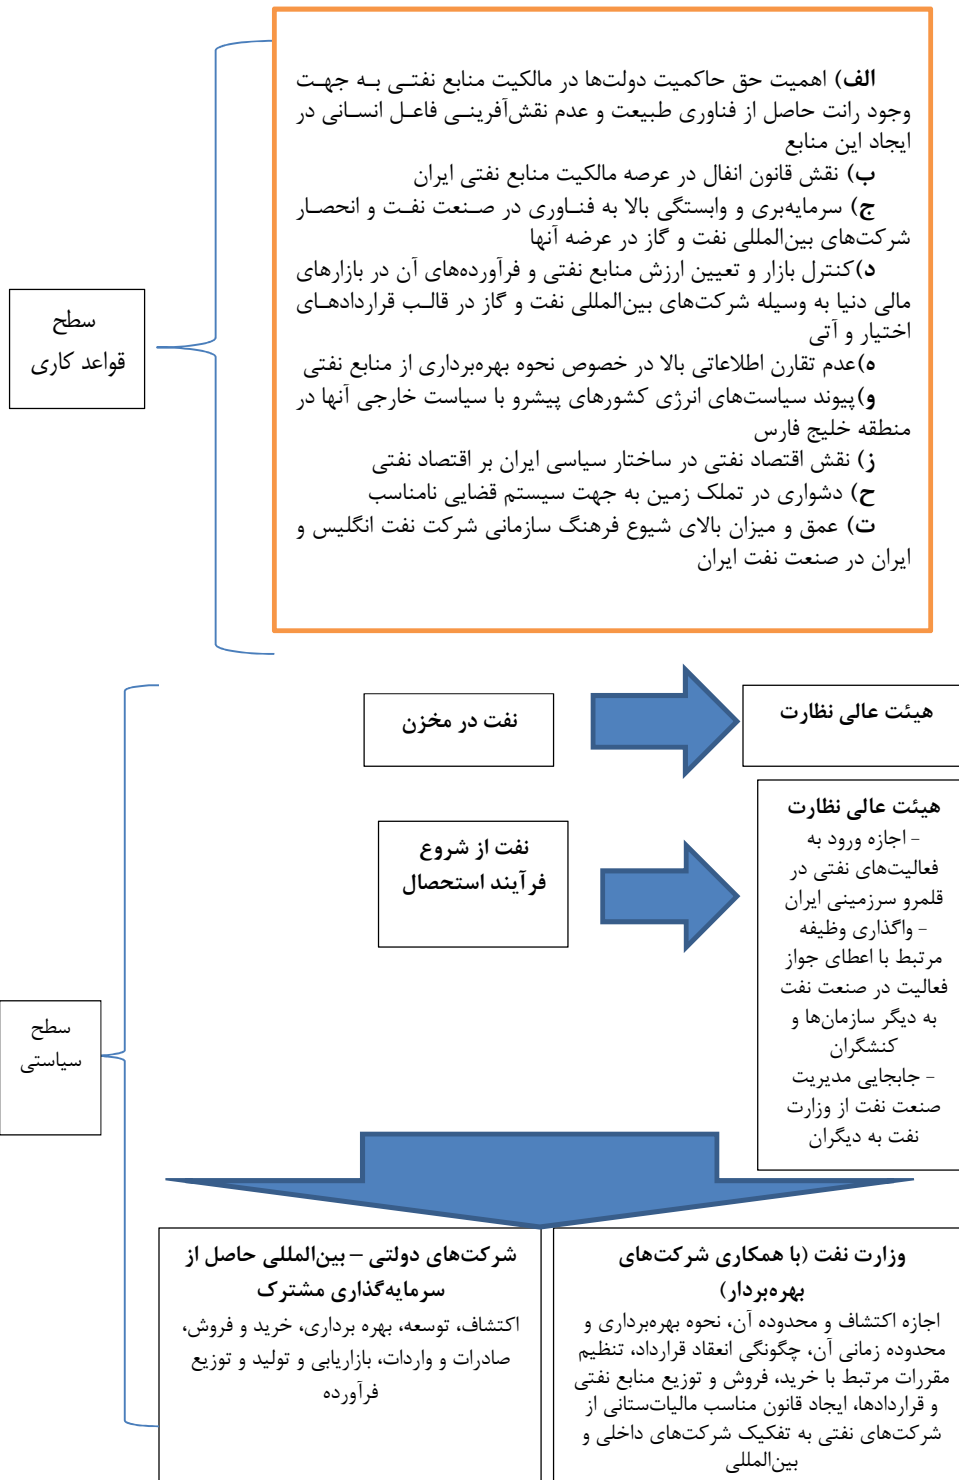 الف) اهمیت حق حاکمیت دولت‌ها در مالکیت منابع نفتی به جهت
وجود رانت حاصل از فناوری طبیعت و عدم نقش‌آفرینی فاعل انسانی در
ایجاد این منابع
ب) نقش قانون انفال در عرصه مالکیت منابع نفتی ایران
ج) سرمایه‌بری و وابستگی بالا به فناوری در صنعت نفت و انحصار
شرکت‌های بین‌المللی نفت و گاز در عرضه آنها
د)کنترل بازار و تعیین ارزش منابع نفتی و فرآورده‌های آن در بازارهای
مالی دنیا به وسیله شرکت‌های بین‌المللی نفت و گاز در قالب قراردادهای
اختیار و آتی
ه)عدم تقارن اطلاعاتی بالا در خصوص نحوه بهره‌برداری از منابع نفتی
و)پیوند سیاست‌های انرژی کشورهای پیشرو با سیاست خارجی آنها در
منطقه خلیج فارس
ز) نقش اقتصاد نفتی در ساختار سیاسی ایران بر اقتصاد نفتی
ح) دشواری در تملک زمین به جهت سیستم قضایی نامناسب
ت) عمق و میزان بالای شیوع فرهنگ سازمانی شرکت نفت انگلیس و
ایران در صنعت نفت ایران
سطح
قواعد کاری
هیئت عالی نظارت
نفت در مخزن
هیئت عالی نظارت
- اجازه ورود به
فعالیت‌های نفتی در
قلمرو سرزمینی ایران
- واگذاری وظیفه
مرتبط با اعطای جواز
فعالیت در صنعت نفت
به دیگر سازمان‌ها و
کنشگران
- جابجایی مدیریت
صنعت نفت از وزارت
نفت به دیگران
نفت از شروع
فرآیند استحصال
سطح
سیاستی
وزارت نفت (با همکاری شرکت‌های
بهره‌بردار)
اجازه اکتشاف و محدوده آن، نحوه بهره‌برداری و
محدوده زمانی آن، چگونگی انعقاد قرارداد، تنظیم
مقررات مرتبط با خرید، فروش و توزیع منابع نفتی
و قراردادها، ایجاد قانون مناسب مالیات‌ستانی از
شرکت‌های نفتی به تفکیک شرکت‌های داخلی و
بین‌المللی
شرکت‌های دولتی – بین‌المللی حاصل از
سرمایه‌گذاری مشترک
اکتشاف، توسعه، بهره برداری، خرید و فروش،
صادرات و واردات، بازاریابی و تولید و توزیع
فرآورده